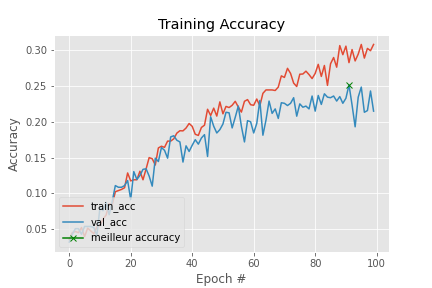 Training Accuracy
Accuracy
0.30
0.25
0.20
0.15
0.10
0.05
train_acc
val_acc
meilleur accuracy
0
20
40
60
80
100
Epoch #